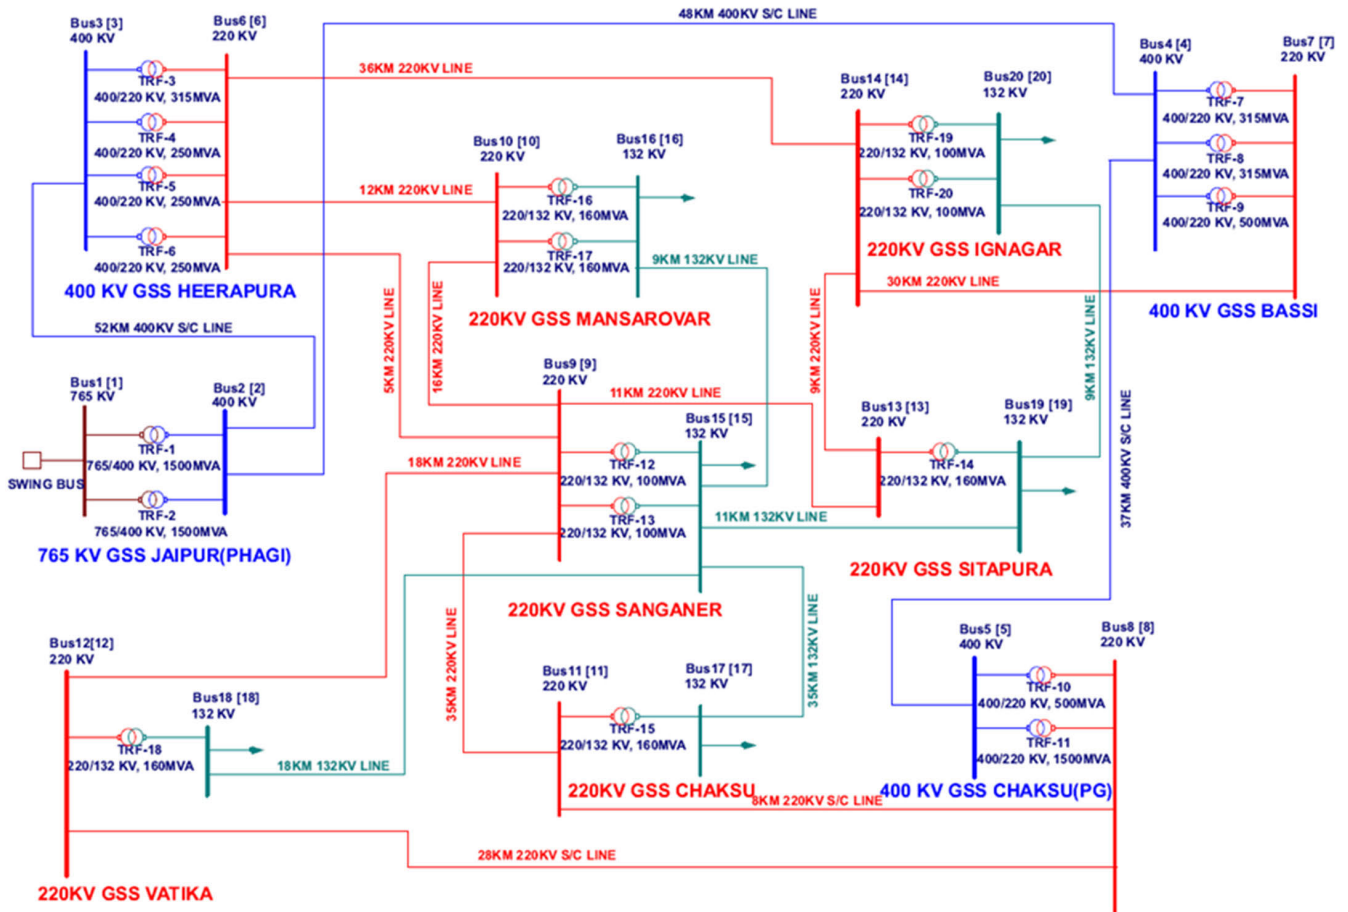 48KM 400KV S/C LINE
Bus3 [3]
400 KV
Bus6 [6]
220 KV
TRF-3
400/220 KV, 315MVA
TRF-4
400/220 KV, 250MVA
TRF-5
400/220 KV, 250MVA
TRF-6
400/220 KV, 250MVA
400 KV GSS HEERAPURA
36KM 220KV LINE
12KM 220KV LINE
Bus10 [10]
220 KV
Bus16 [16]
132 KV
TRF-16
220/132 KV, 160MVA
TRF-17
220/132 KV, 160MVA
220KV GSS MANSAROVAR
9KM 132KV LINE
Bus14 [14]
220 KV
Bus20 [20]
132 KV
TRF-19
220/132 KV, 100MVA
TRF-20
220/132 KV, 100MVA
220KV GSS IGNAGAR
30KM 220KV LINE
Bus4 [4]
400 KV
Bus7 [7]
220 KV
TRF-7
400/220 KV, 315MVA
TRF-8
400/220 KV, 315MVA
TRF-9
400/220 KV, 500MVA
400 KV GSS BASSI
52KM 400KV S/C LINE
5KM 220KV LINE
16KM 220KV LINE
9KM 220KV LINE
9KM 132KV LINE
37KM 400KV S/C LINE
Bus1 [1]
765 KV
Bus2 [2]
400 KV
TRF-1
765/400 KV, 1500MVA
SWING BUS
TRF-2
765/400 KV, 1500MVA
765 KV GSS JAIPUR(PHAGI)
Bus9 [9]
220 KV
11KM 220KV LINE
Bus15 [15]
132 KV
18KM 220KV LINE
TRF-12
220/132 KV, 100MVA
TRF-13
220/132 KV, 100MVA
11KM 132KV LINE
220KV GSS SANGANER
Bus13 [13]
220 KV
Bus19 [19]
132 KV
TRF-14
220/132 KV, 160MVA
220KV GSS SITAPURA
35KM 220KV LINE
35KM 132KV LINE
Bus12[12]
220 KV
Bus18 [18]
132 KV
TRF-18
220/132 KV, 160MVA
18KM 132KV LINE
220KV GSS VATIKA
Bus11 [11]
220 KV
Bus17 [17]
132 KV
TRF-15
220/132 KV, 160MVA
220KV GSS CHAKSU
8KM 220KV S/C LINE
Bus5 [5]
400 KV
Bus8 [8]
220 KV
TRF-10
400/220 KV, 500MVA
TRF-11
400/220 KV, 1500MVA
400 KV GSS CHAKSU(PG)
28KM 220KV S/C LINE